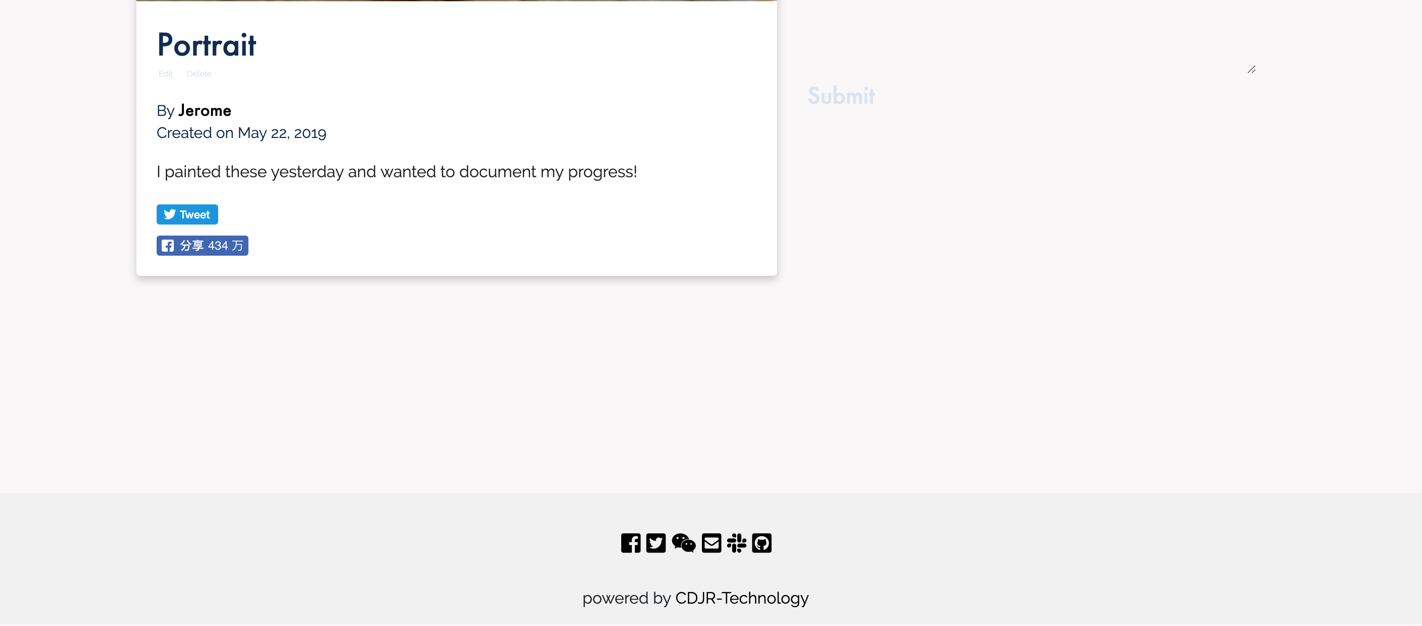 Portrait
Edit Delete
By Jerome
Created on May 22, 2019
I painted these yesterday and wanted to document my progress!
Tweet
分享 434 万
Submit
powered by CDJR-Technology